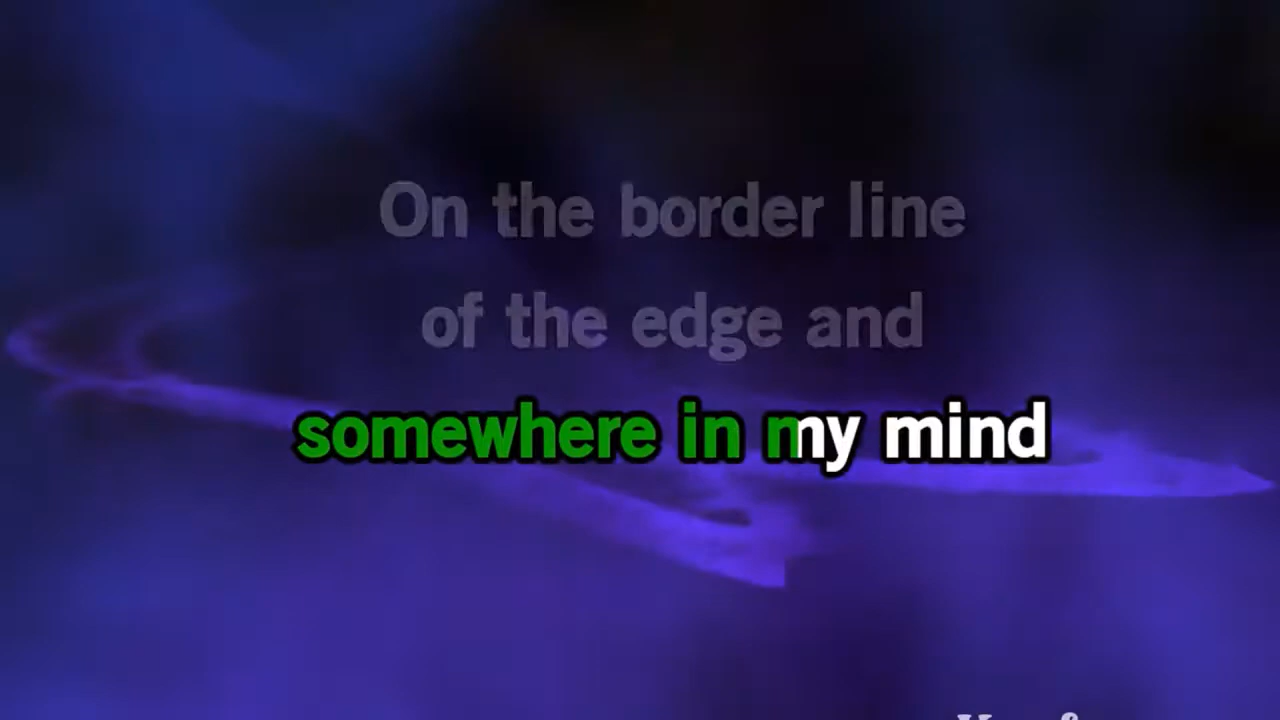 On the border line
of the edge and
somewhere in my mind